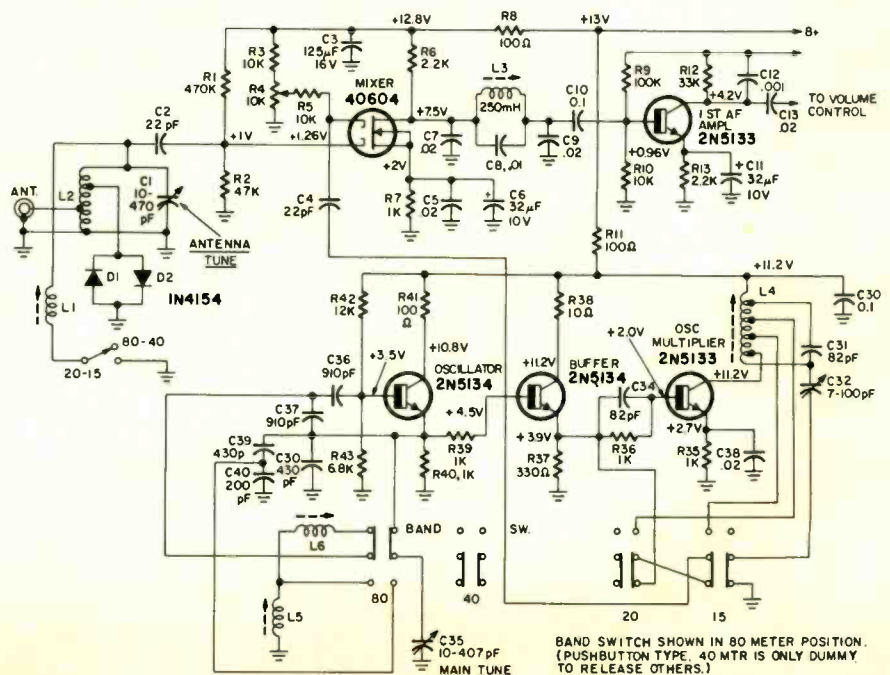 +12.8V
R8
100Ω
+13V
8+
C3
125µF
16V
R3
10K
R6
2.2K
L3
250mH
R1
470K
R4
10K
MIXER
40604
C10
0.1
R9
100K
R12
33K
C12
.001
+4.2V
C2
22pF
R5
10K
+7.5V
1ST AF
AMPL
2N5133
C13
.02
TO VOLUME
CONTROL
+1V
+1.26V
C7
.02
C8,.01
C9
.02
+0.96V
+2V
ANT.
L2
C1
10-
470
pF
R2
47K
C4
22pF
R7
1K
C5
.02
C6
32µF
10V
R10
10K
R13
2.2K
C11
32µF
10V
ANTENNA
TUNE
D1
D2
1N4154
R11
100Ω
+11.2V
L4
C30
0.1
L1
80-40
20-15
R42
12K
R41
100
Ω
R38
10Ω
C36
910pF
+3.5V
+10.8V
OSCILLATOR
2N5134
+11.2V
BUFFER
2N5134
+2.0V
OSC
MULTIPLIER
2N5133
+11.2V
C31
82pF
C32
7-100pF
C34
82pF
C37
910pF
+4.5V
C39
430p
C40
200
pF
C30
430
pF
R43
6.8K
R39
1K
R40,1K
+3.9V
R37
330Ω
R36
1K
+2.7V
R35
1K
C38
.02
L6
BAND
SW.
80
40
20
15
L5
C35
10-407pF
MAIN TUNE
BAND SWITCH SHOWN IN 80 METER POSITION.
(PUSHBUTTON TYPE, 40 MTR IS ONLY DUMMY
TO RELEASE OTHERS.)